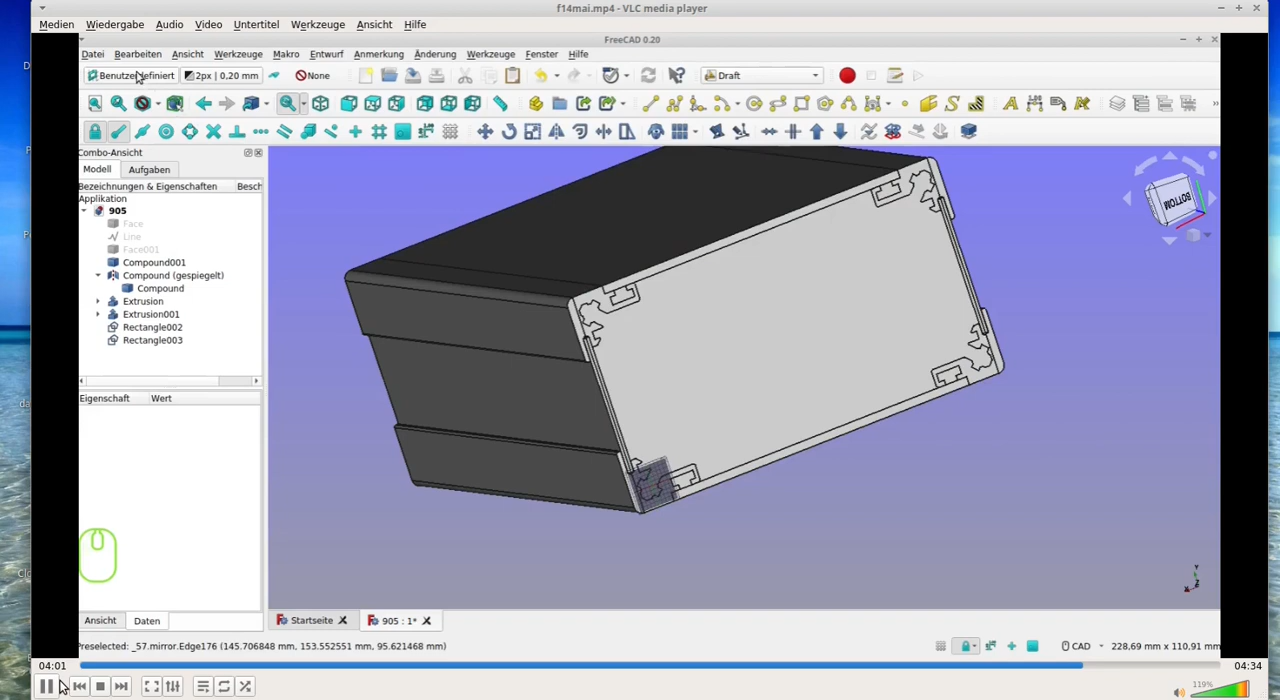 f14mai.mp4 - VLC media player
Medien Wiedergabe Audio Video Untertitel Werkzeuge Ansicht Hilfe
FreeCAD 0.20
Datei Bearbeiten Ansicht Werkzeuge Makro Entwurf Anmerkung Änderung Werkzeuge Fenster Hilfe
Benutzerdefiniert 2px | 0,20 mm None Draft
Combo-Ansicht
Modell Aufgaben
Bezeichnungen & Eigenschaften Besch
Applikation
905
Face
Line
Face001
Compound001
Compound (gespiegelt)
Compound
Extrusion
Extrusion001
Rectangle002
Rectangle003
Eigenschaft Wert
BOTTOM
Y
Z
Ansicht Daten
Startseite 905 : 1*
Preselected: _57.mirror.Edge176 (145.706848 mm, 153.552551 mm, 95.621468 mm)
CAD 228,69 mm x 110,91 mm
04:01 04:34
119%